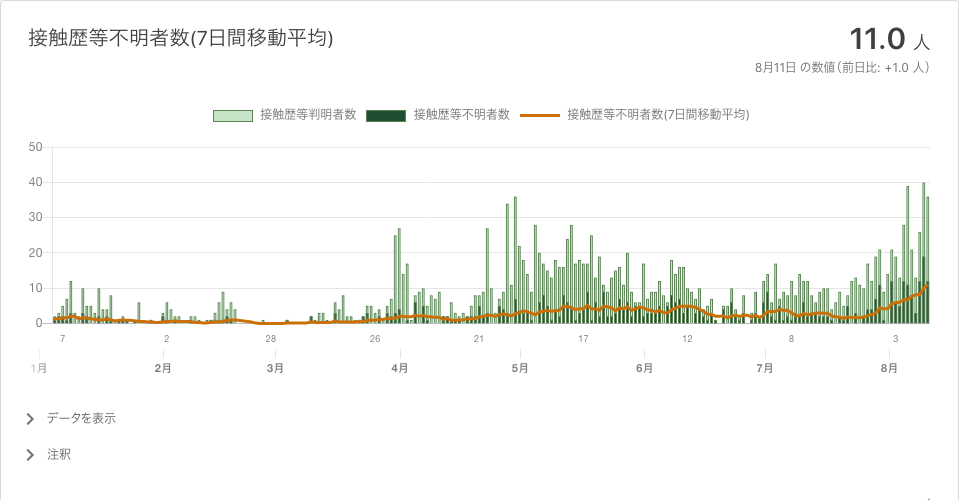 接触歴等不明者数(7日間移動平均)
11.0 人
8月11日 の数値（前日比: +1.0 人）
接触歴等判明者数 接触歴等不明者数 接触歴等不明者数(7日間移動平均)
50
40
30
20
10
0
7 2 28 26 21 17 12 8 3
1月 2月 3月 4月 5月 6月 7月 8月
データを表示
注釈